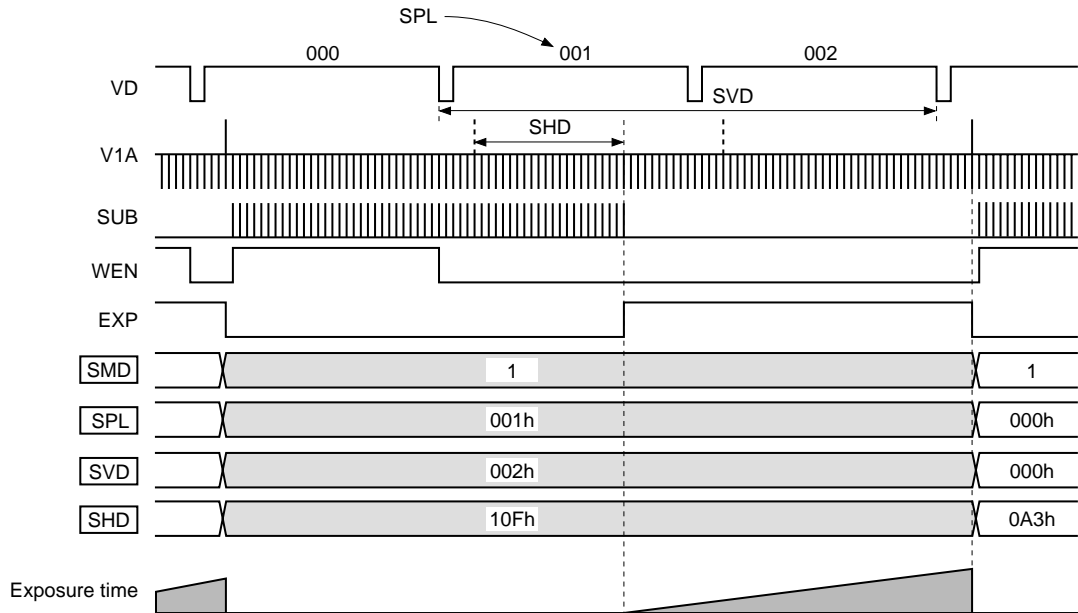 SPL
000 001 002
VD
SVD
SHD
V1A
SUB
WEN
EXP
SMD 1 1
SPL 001h 000h
SVD 002h 000h
SHD 10Fh 0A3h
Exposure time